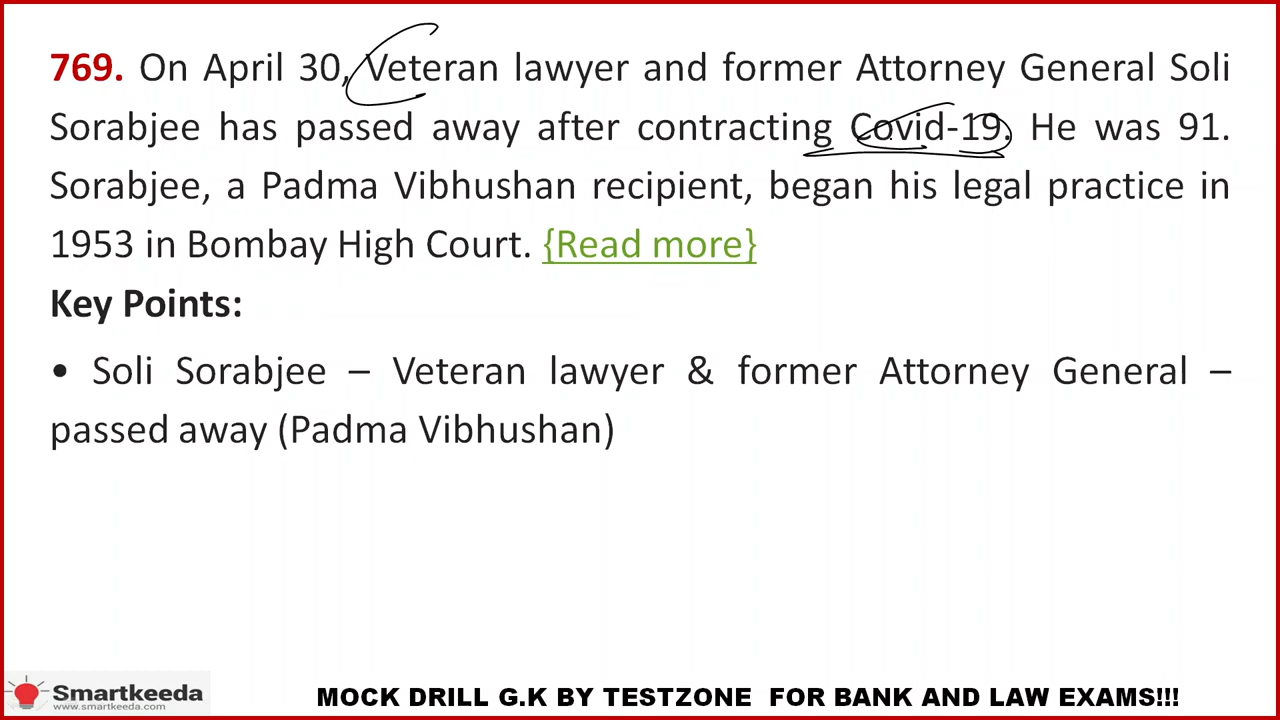 769. On April 30, Veteran lawyer and former Attorney General Soli
Sorabjee has passed away after contracting Covid-19. He was 91.
Sorabjee, a Padma Vibhushan recipient, began his legal practice in
1953 in Bombay High Court. {Read more}
Key Points:
• Soli Sorabjee – Veteran lawyer & former Attorney General –
passed away (Padma Vibhushan)
Smartkeeda
www.smartkeeda.com
MOCK DRILL G.K BY TESTZONE FOR BANK AND LAW EXAMS!!!